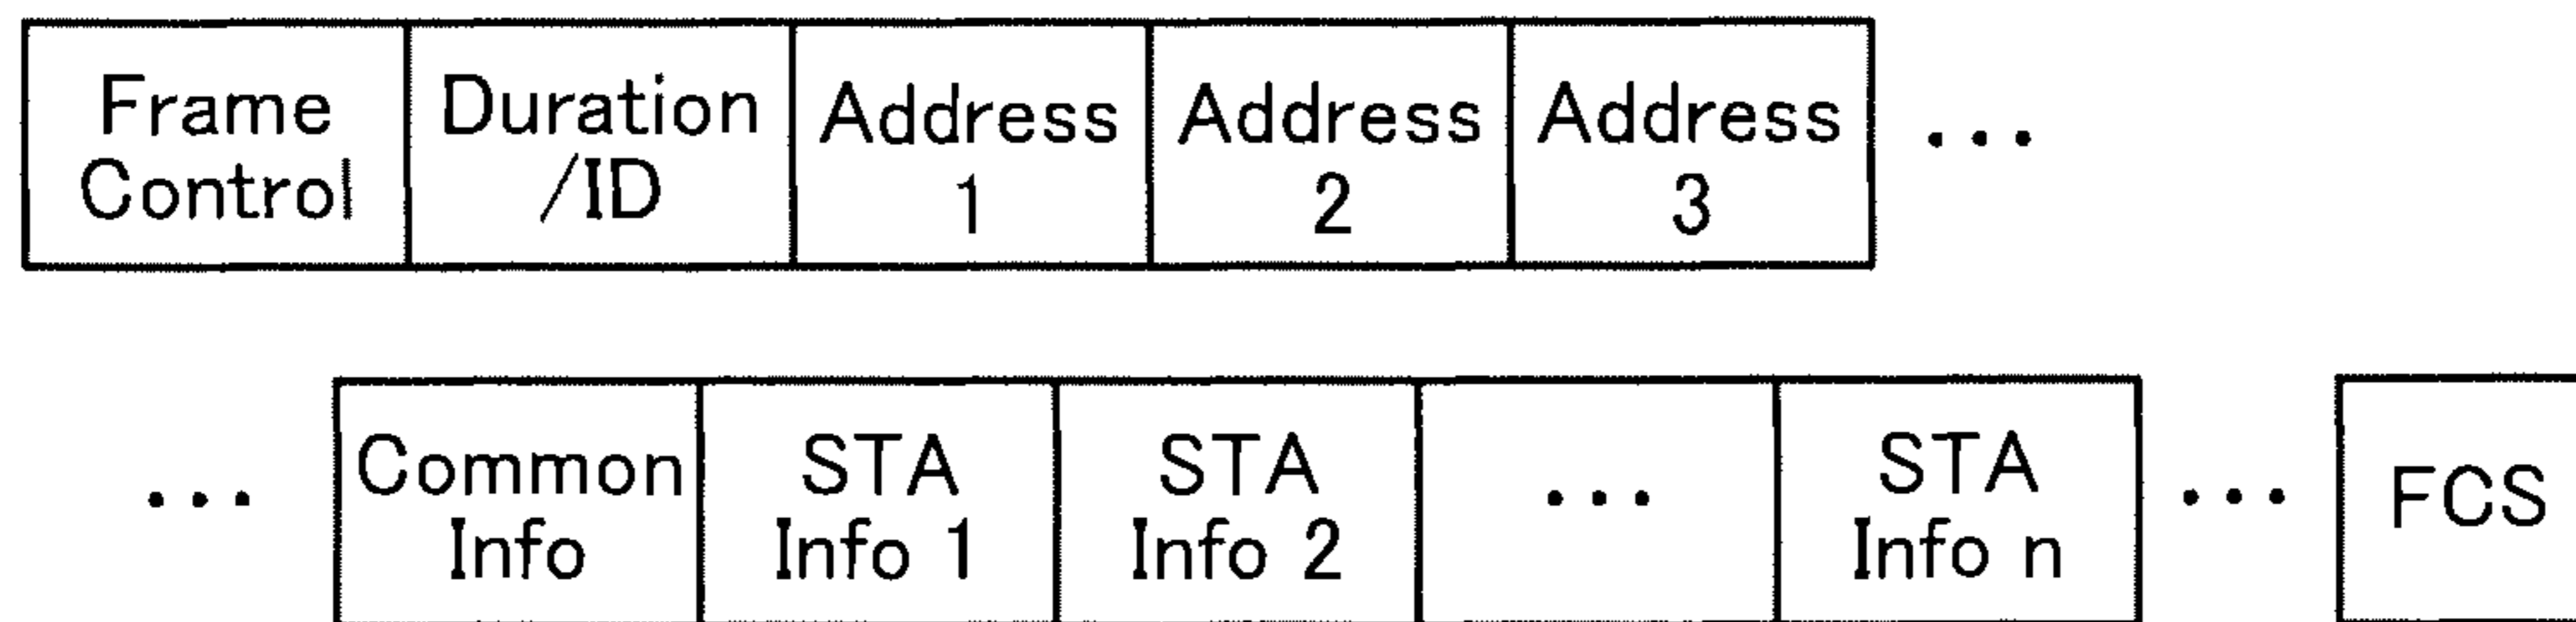 Frame Control
Duration /ID
Address 1
Address 2
Address 3
...
...
Common Info
STA Info 1
STA Info 2
...
STA Info n
...
FCS